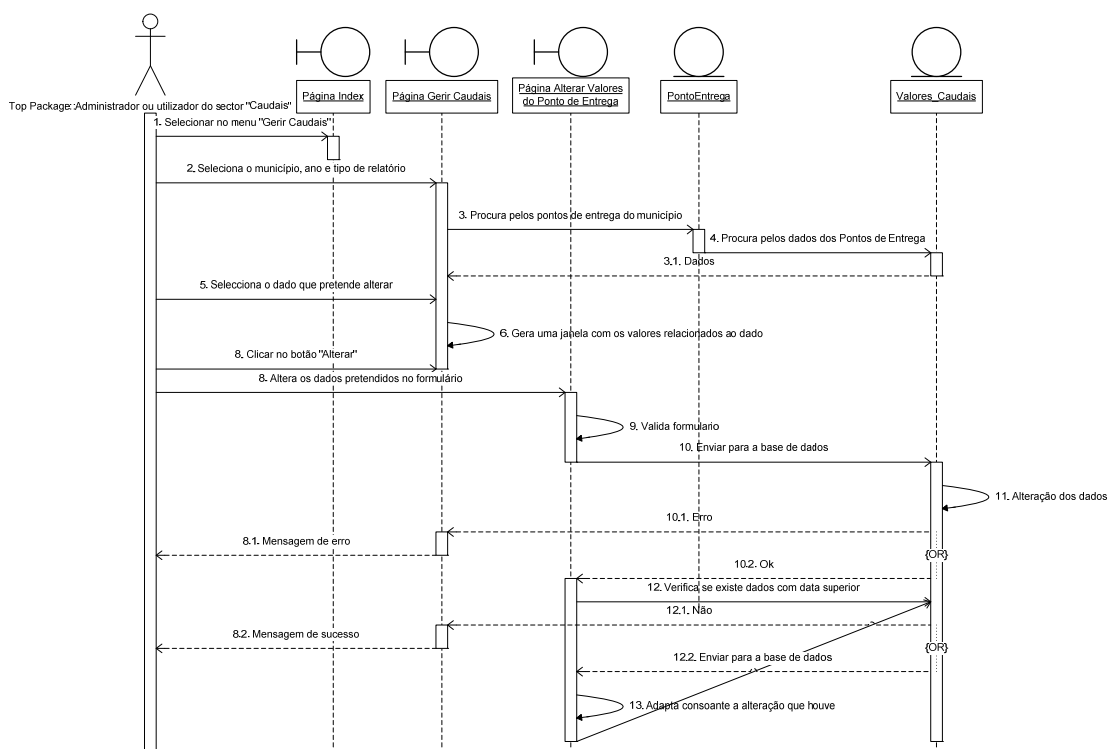 Página Index
Página Gerir Caudais
Página Alterar Valores
do Ponto de Entrega
PontoEntrega
Valores_Caudais
Top Package::Administrador ou utilizador do sector "Caudais"
1. Selecionar no menu "Gerir Caudais"
2. Seleciona o município, ano e tipo de relatório
3. Procura pelos pontos de entrega do município
4. Procura pelos dados dos Pontos de Entrega
3.1. Dados
5. Selecciona o dado que pretende alterar
6. Gera uma janela com os valores relacionados ao dado
8. Clicar no botão "Alterar"
8. Altera os dados pretendidos no formulário
9. Valida formulario
10. Enviar para a base de dados
11. Alteração dos dados
10.1. Erro
8.1. Mensagem de erro
{OR}
10.2. Ok
12. Verifica se existe dados com data superior
12.1. Não
8.2. Mensagem de sucesso
{OR}
12.2. Enviar para a base de dados
13. Adapta consoante a alteração que houve